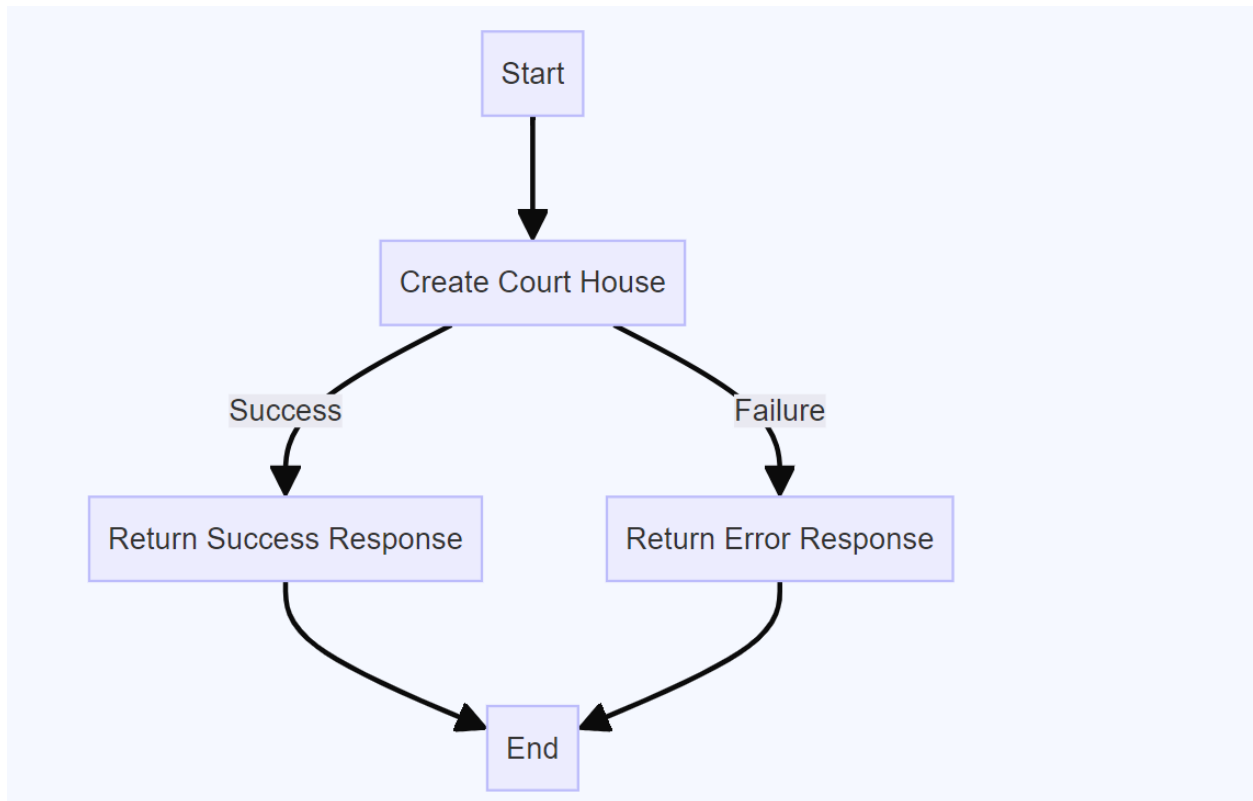 Start
Create Court House
Success
Failure
Return Success Response
Return Error Response
End